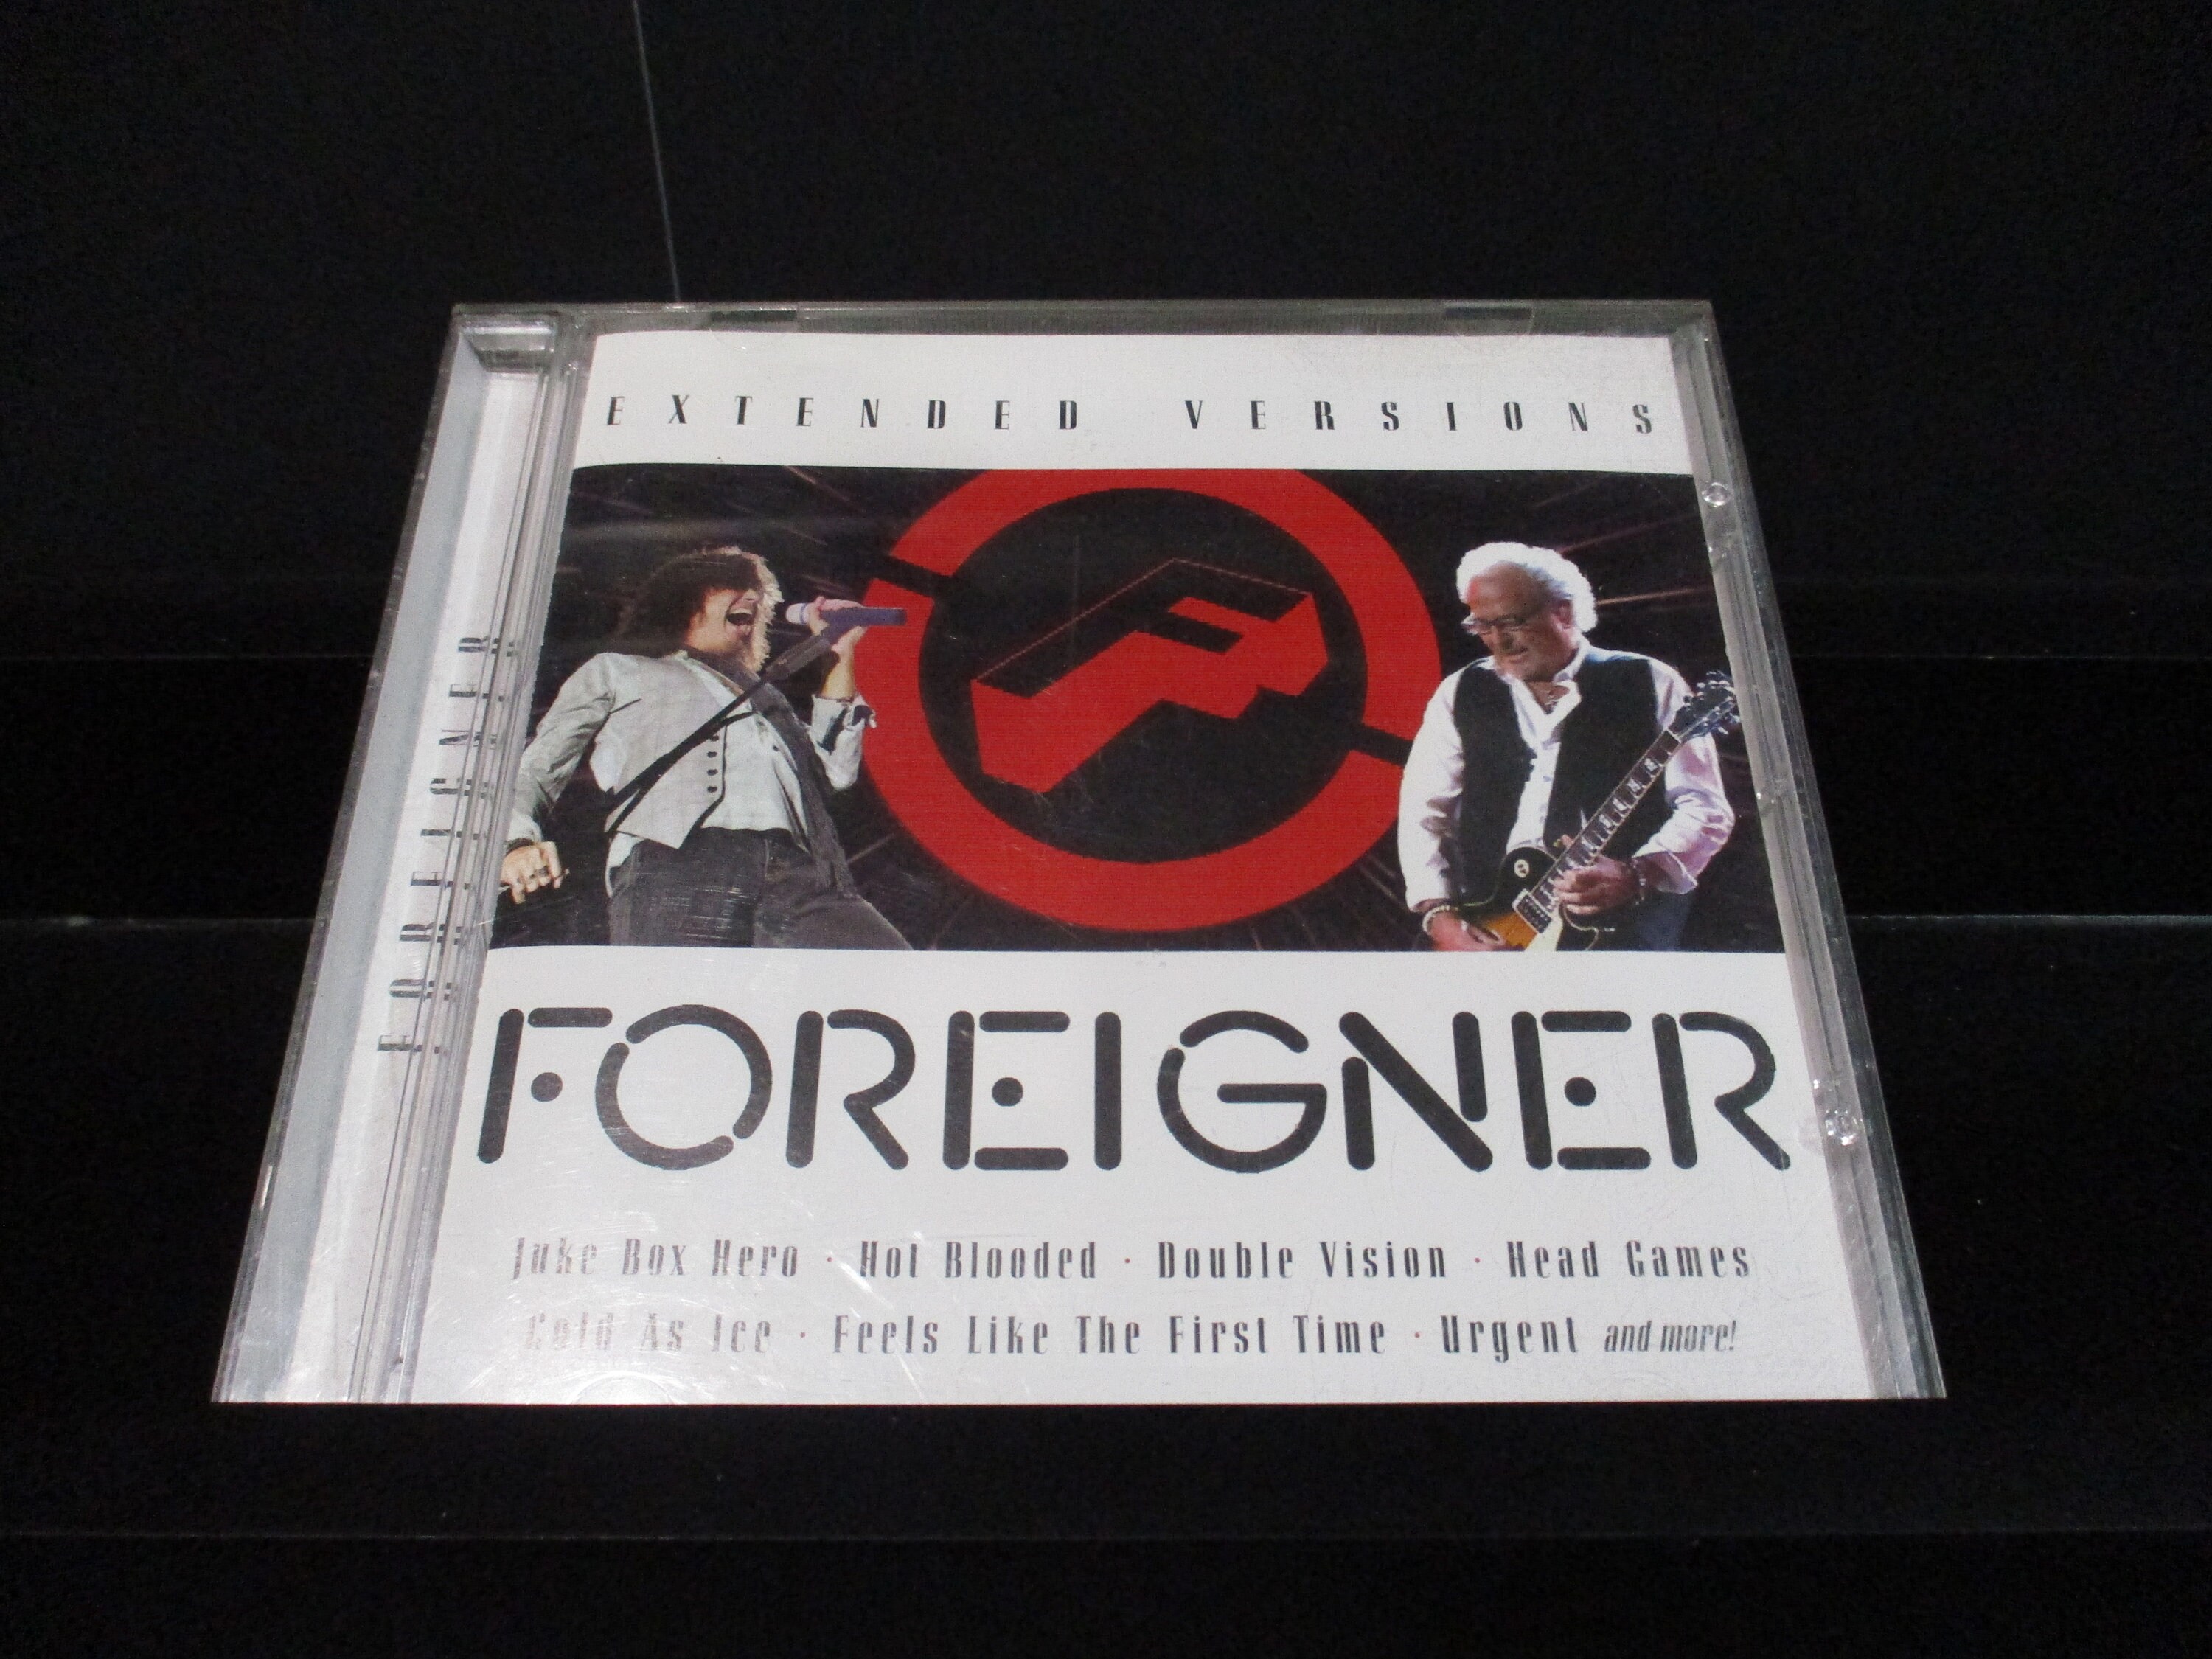 EXTENDED VERSIONS
FOREIGNER
FOREIGNER
Juke Box Hero · Hot Blooded · Double Vision · Head Games
Cold As Ice · Feels Like The First Time · Urgent and more!